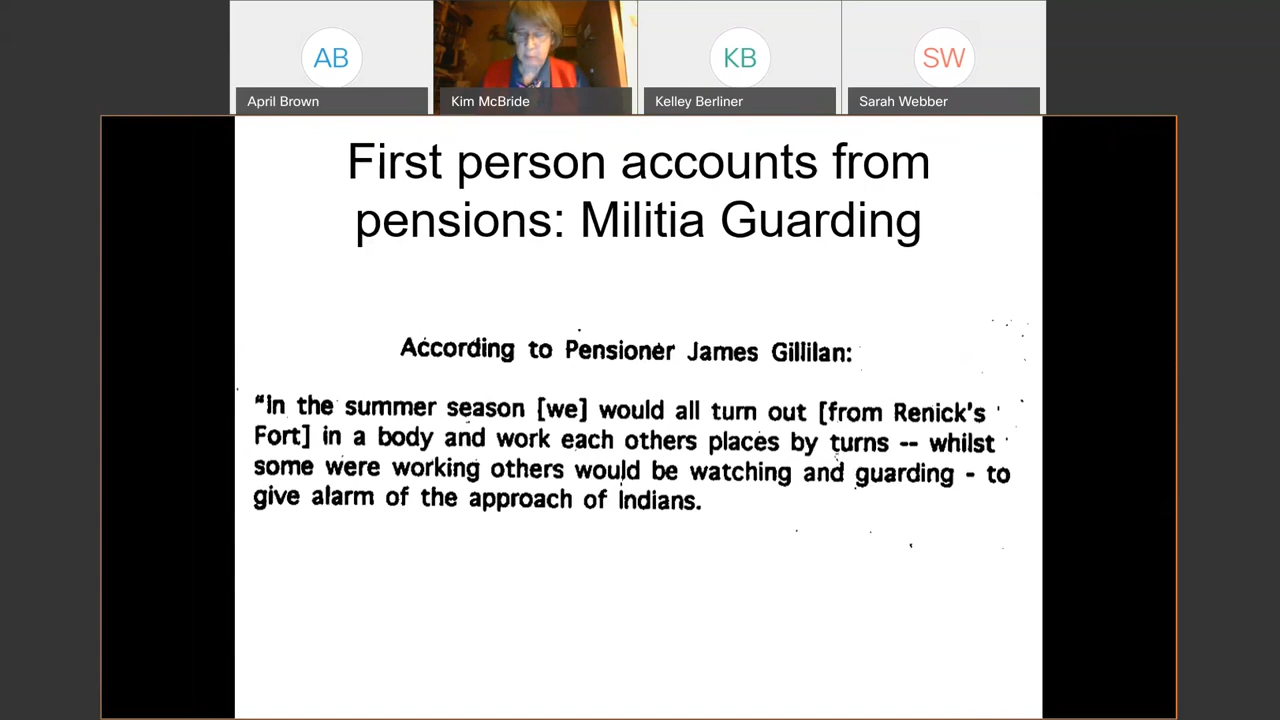 AB
KB
SW
April Brown
Kim McBride
Kelley Berliner
Sarah Webber
First person accounts from
pensions: Militia Guarding
According to Pensioner James Gillilan:
"In the summer season [we] would all turn out [from Renick's
Fort] in a body and work each others places by turns -- whilst
some were working others would be watching and guarding - to
give alarm of the approach of Indians.